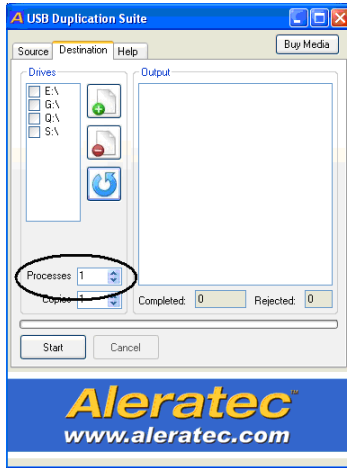 A USB Duplication Suite
Source Destination Help Buy Media
Drives Output
E:\
G:\
Q:\
S:\
Processes 1
Copies 1 Completed: 0 Rejected: 0
Start Cancel
Aleratec™
www.aleratec.com